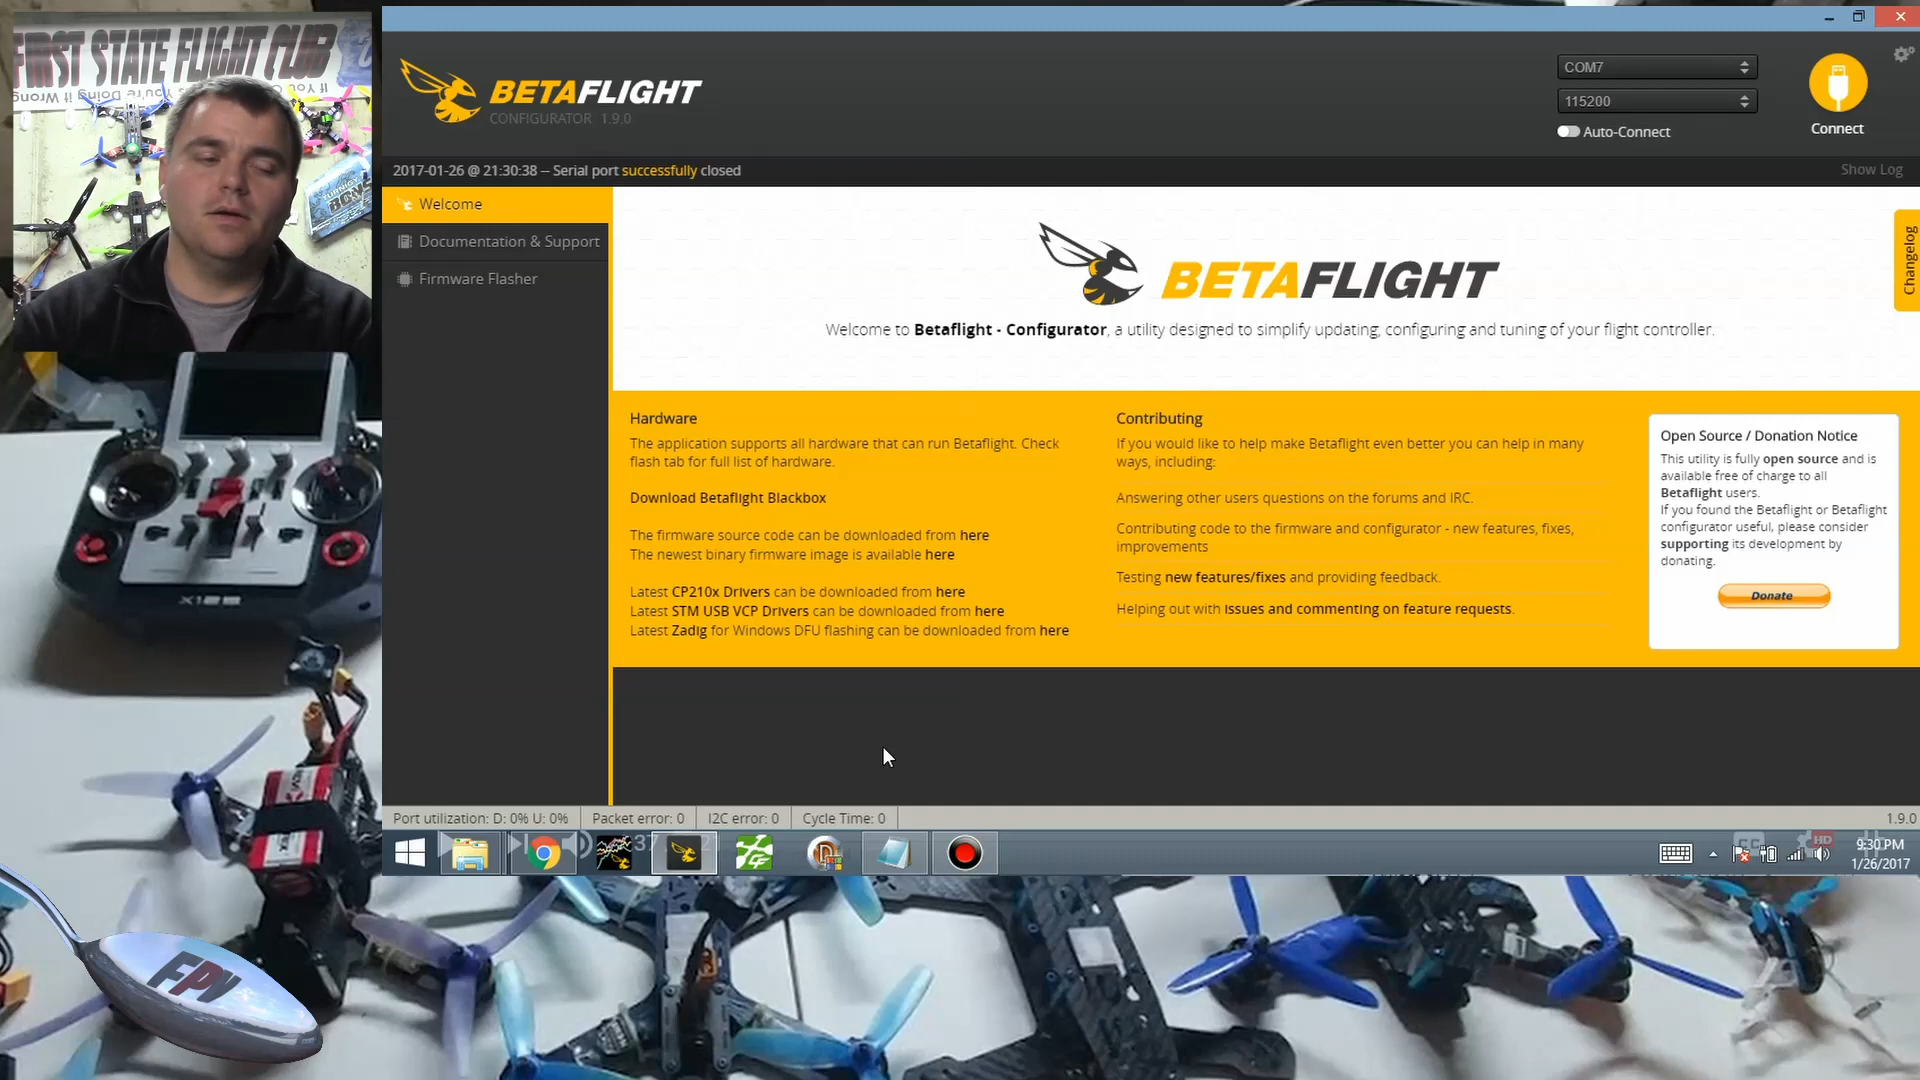 FIRST STATE FLIGHT CLUB
If You
Doing it Wrong
TURNIGY
X12S
FPV
BETAFLIGHT
CONFIGURATOR 1.9.0
COM7
115200
Auto-Connect
Connect
2017-01-26 @ 21:30:38 -- Serial port successfully closed
Show Log
Welcome
Documentation & Support
Firmware Flasher
BETAFLIGHT
Changelog
Welcome to Betaflight - Configurator, a utility designed to simplify updating, configuring and tuning of your flight controller.
Hardware
The application supports all hardware that can run Betaflight. Check
flash tab for full list of hardware.
Download Betaflight Blackbox
The firmware source code can be downloaded from here
The newest binary firmware image is available here
Latest CP210x Drivers can be downloaded from here
Latest STM USB VCP Drivers can be downloaded from here
Latest Zadig for Windows DFU flashing can be downloaded from here
Contributing
If you would like to help make Betaflight even better you can help in many
ways, including:
Answering other users questions on the forums and IRC.
Contributing code to the firmware and configurator - new features, fixes,
improvements
Testing new features/fixes and providing feedback.
Helping out with issues and commenting on feature requests.
Open Source / Donation Notice
This utility is fully open source and is
available free of charge to all
Betaflight users.
If you found the Betaflight or Betaflight
configurator useful, please consider
supporting its development by
donating.
Donate
Port utilization: D: 0% U: 0%
Packet error: 0
I2C error: 0
Cycle Time: 0
1.9.0
CF
HD
9:30 PM
1/26/2017